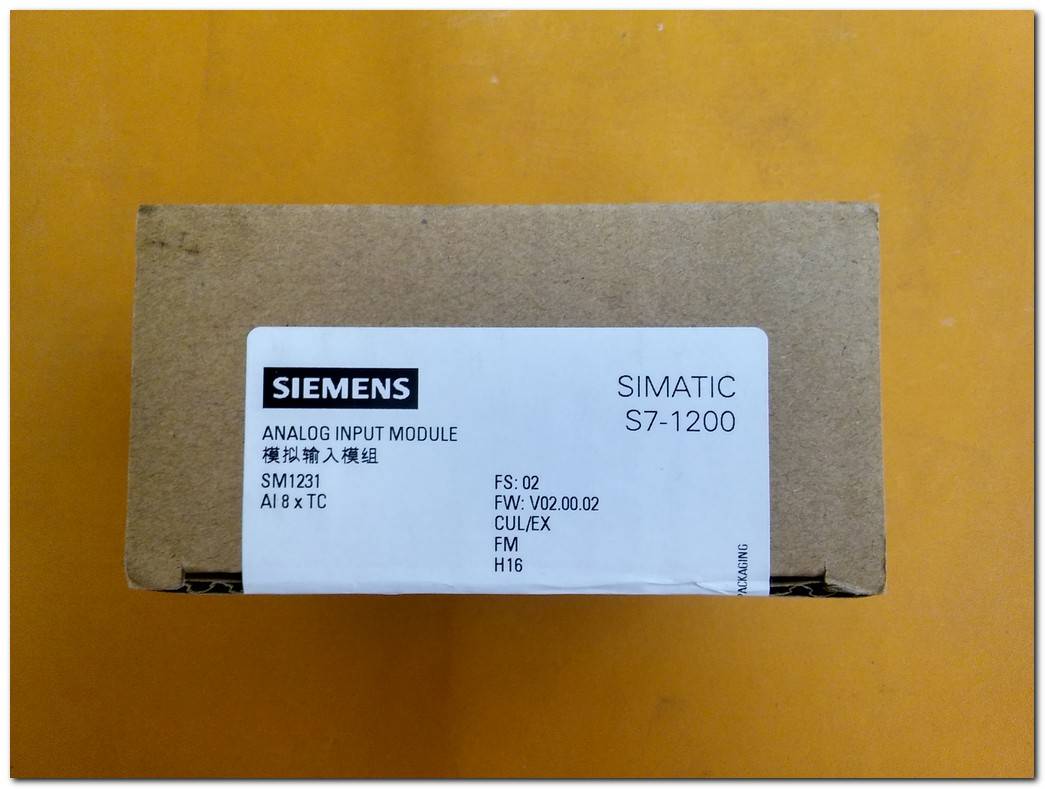 SIEMENS
SIMATIC
S7-1200
ANALOG INPUT MODULE
模拟输入模组
SM1231
AI 8 x TC
FS: 02
FW: V02.00.02
CUL/EX
FM
H16
PACKAGING